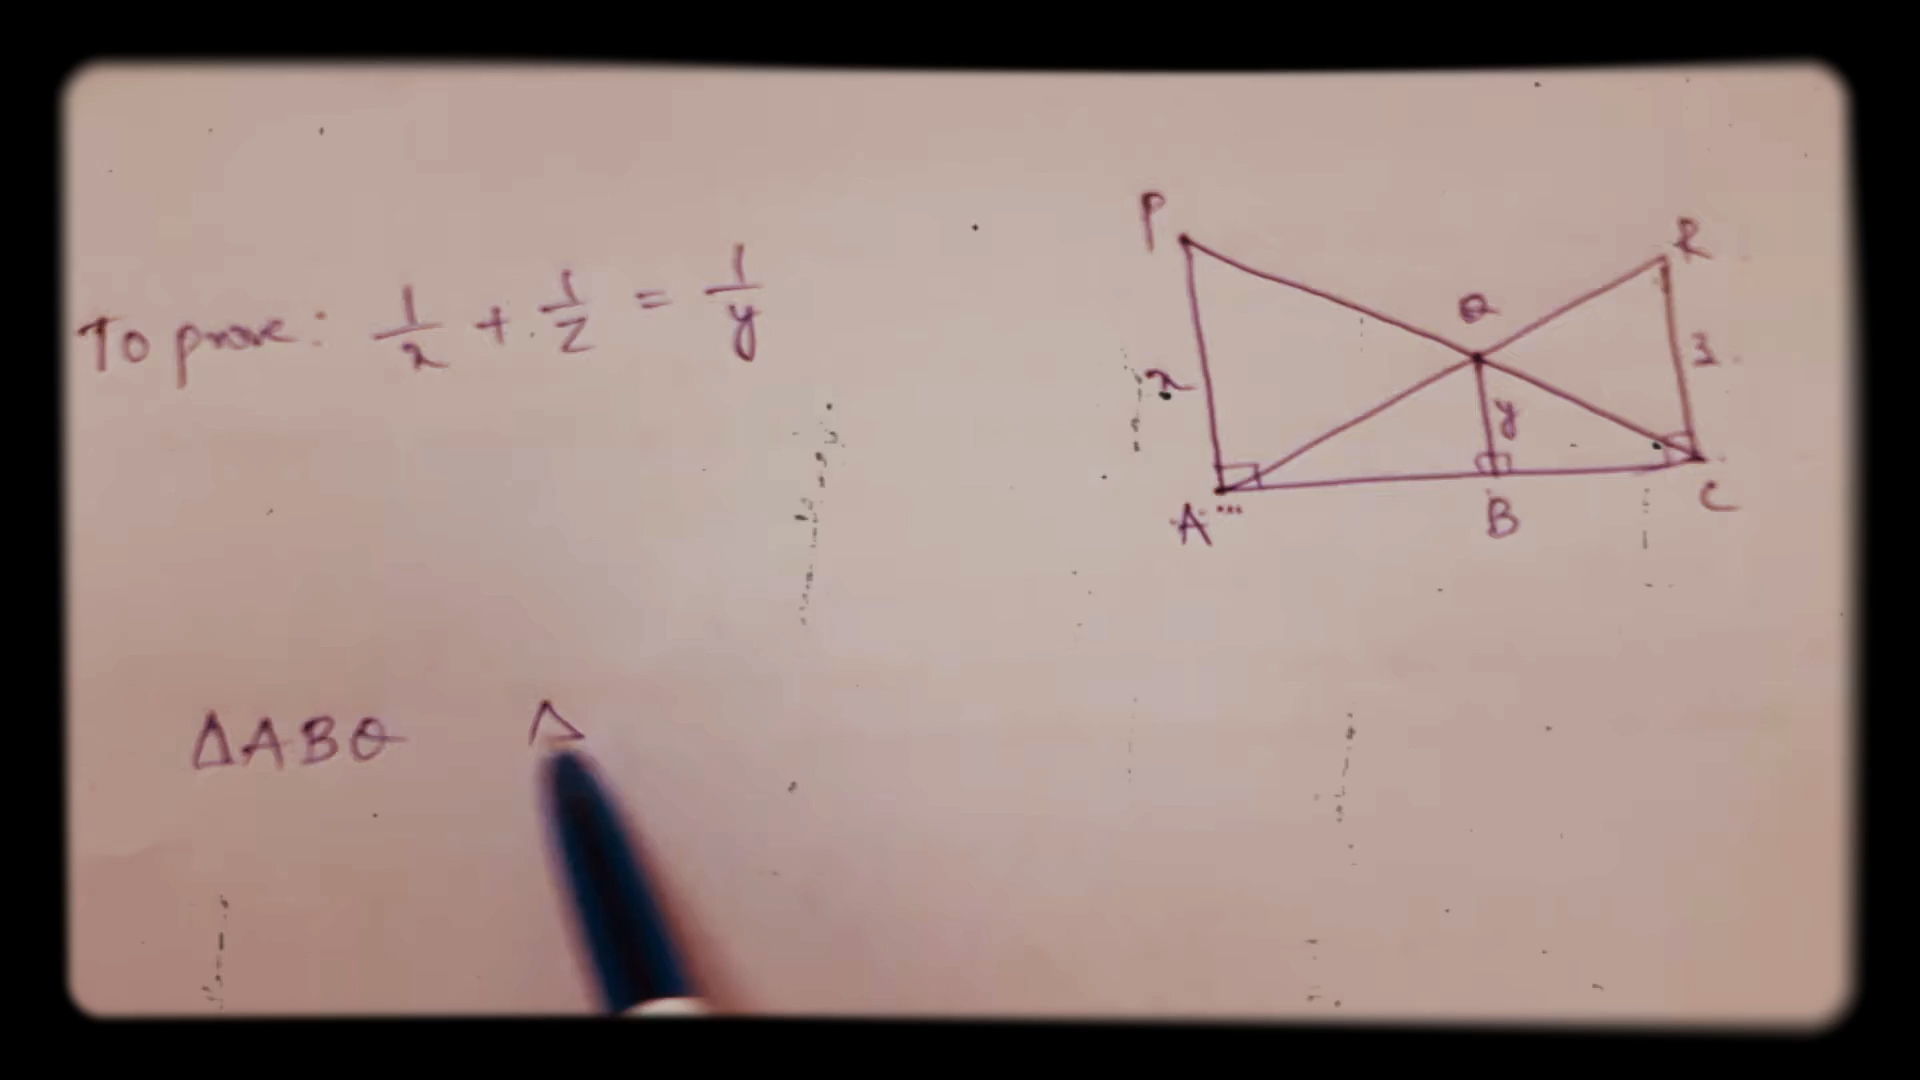 To prove: 1/x + 1/z = 1/y
P
R
Q
x
z
y
A
B
C
ΔABQ Δ